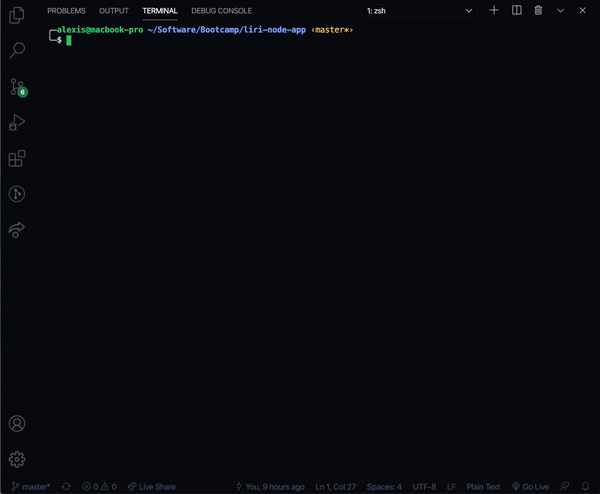 PROBLEMS OUTPUT TERMINAL DEBUG CONSOLE 1: zsh
alexis@macbook-pro ~/Software/Bootcamp/liri-node-app ‹master*›
$
6
master* 0 0 Live Share You, 9 hours ago Ln 1, Col 27 Spaces: 4 UTF-8 LF Plain Text Go Live